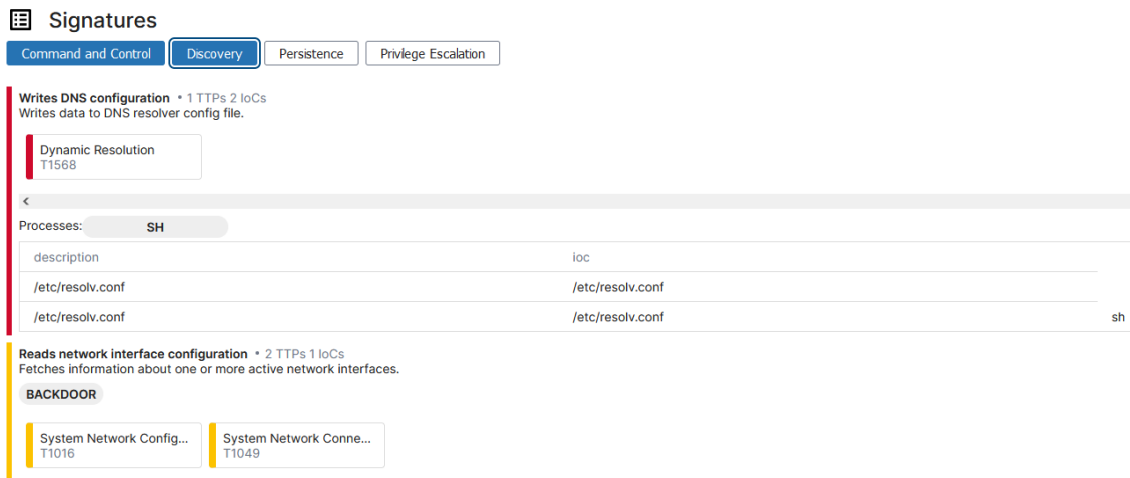 Signatures
Command and Control Discovery Persistence Privilege Escalation
Writes DNS configuration • 1 TTPs 2 IoCs
Writes data to DNS resolver config file.
Dynamic Resolution
T1568
Processes: SH
description ioc
/etc/resolv.conf /etc/resolv.conf
/etc/resolv.conf /etc/resolv.conf sh
Reads network interface configuration • 2 TTPs 1 IoCs
Fetches information about one or more active network interfaces.
BACKDOOR
System Network Config... System Network Conne...
T1016 T1049